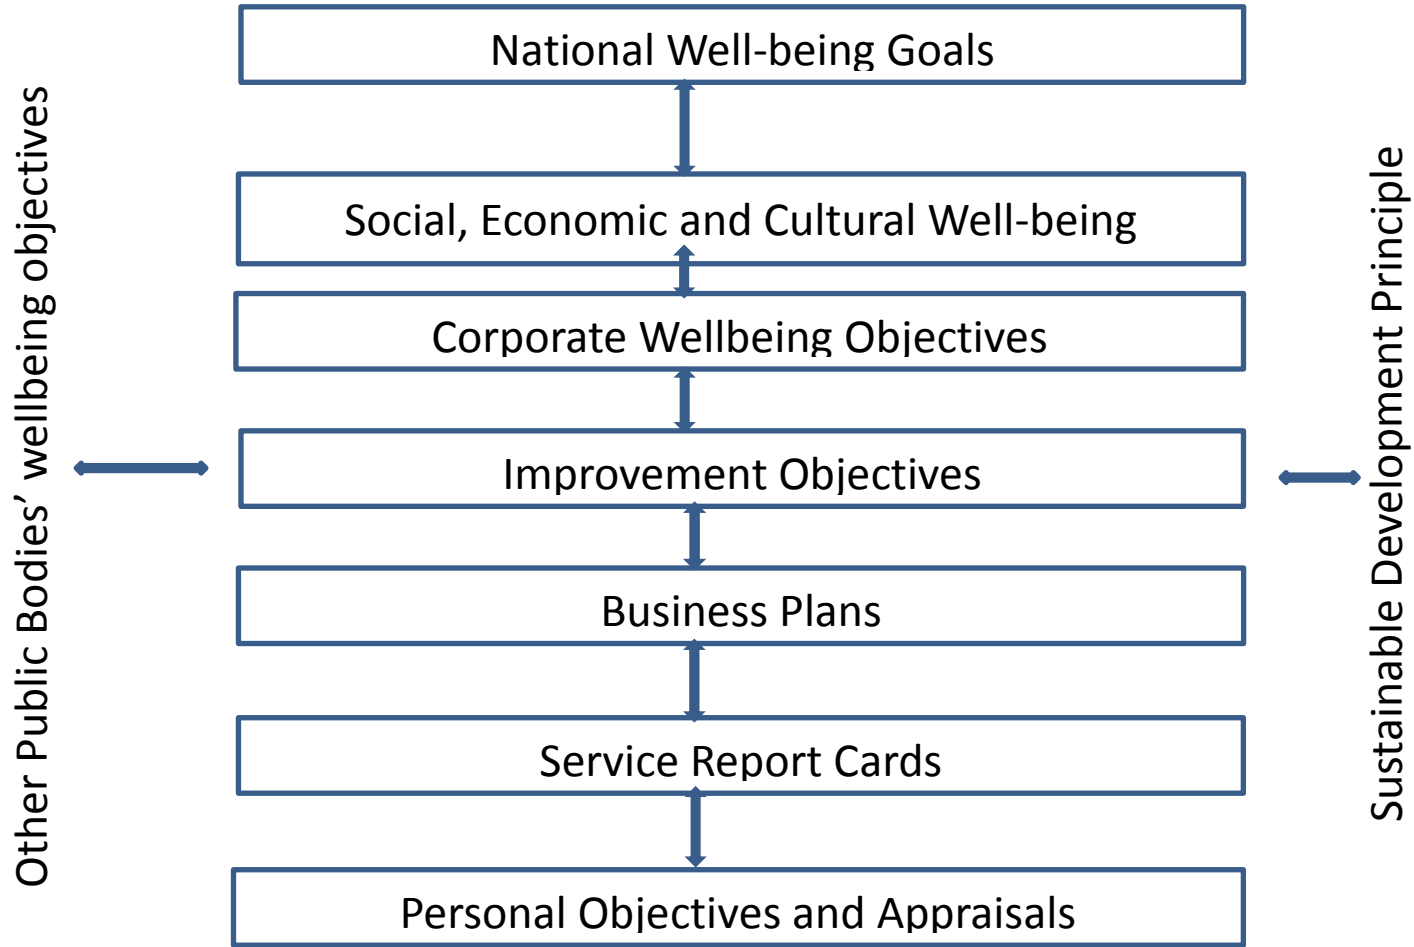 National Well-being Goals
Social, Economic and Cultural Well-being
Corporate Wellbeing Objectives
Improvement Objectives
Business Plans
Service Report Cards
Personal Objectives and Appraisals
Other Public Bodies’ wellbeing objectives
Sustainable Development Principle